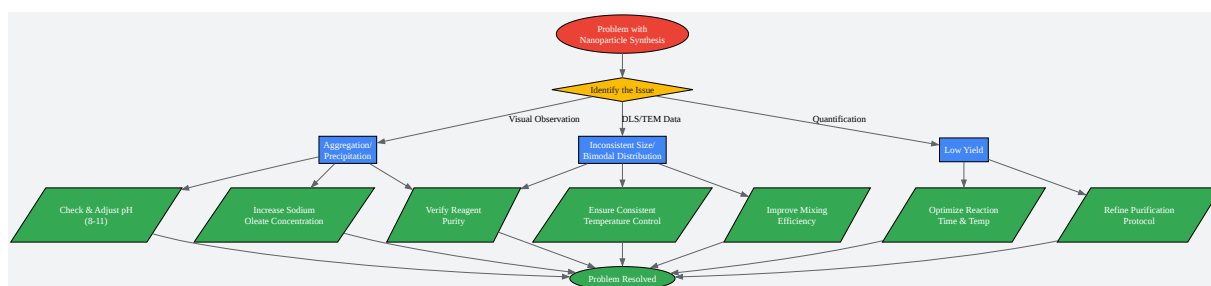 Problem with
Nanoparticle Synthesis
Identify the Issue
Visual Observation
DLS/TEM Data
Quantification
Aggregation/
Precipitation
Inconsistent Size/
Bimodal Distribution
Low Yield
Check & Adjust pH
(8-11)
Increase Sodium
Oleate Concentration
Verify Reagent
Purity
Ensure Consistent
Temperature Control
Improve Mixing
Efficiency
Optimize Reaction
Time & Temp
Refine Purification
Protocol
Problem Resolved